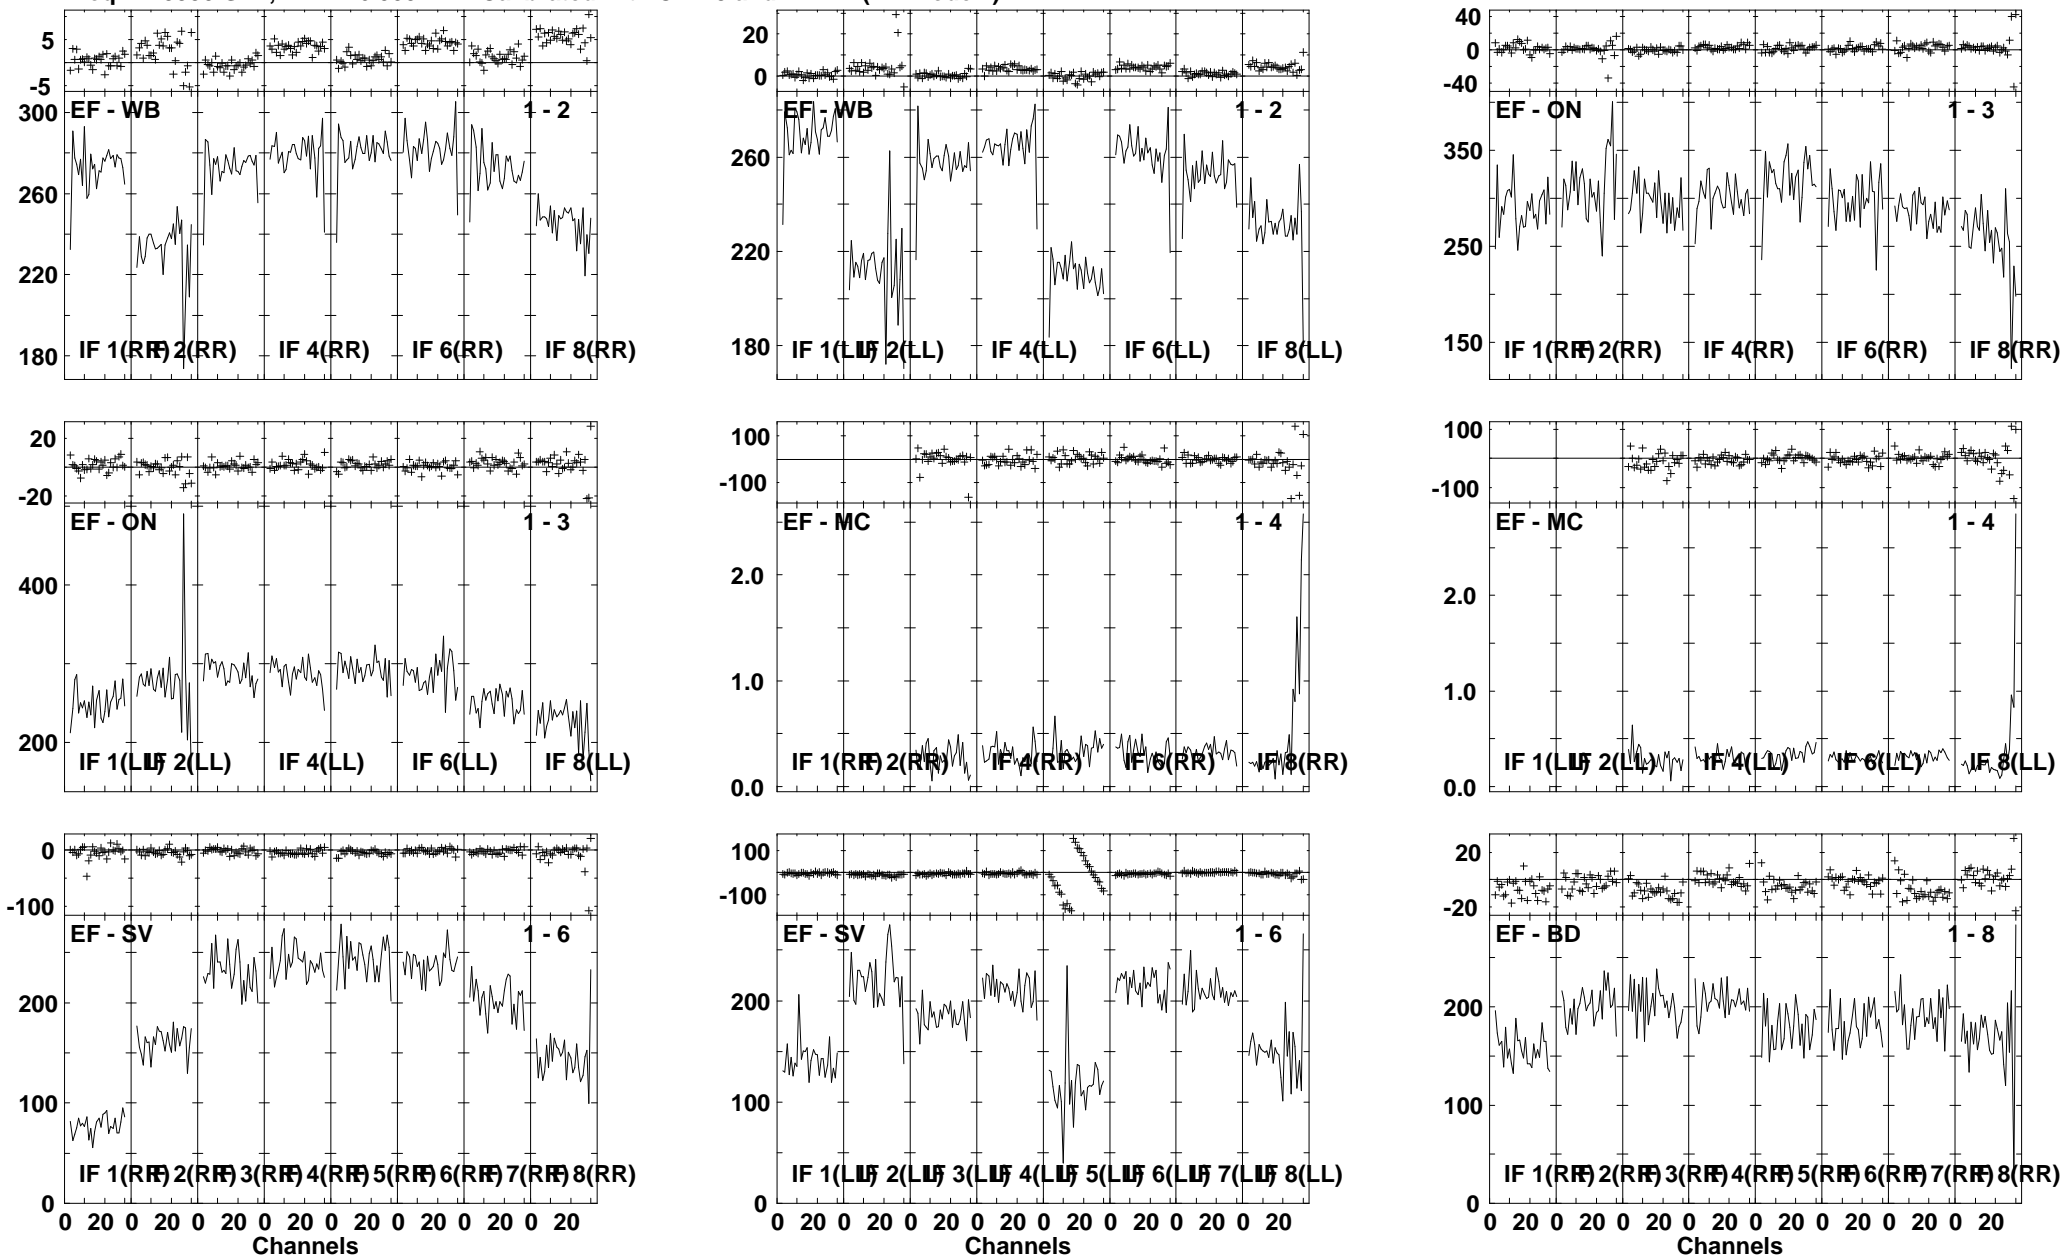 5
-5
300
260
220
180
EF - WB
1 - 2
IF 1(RR)
IF 2(RR)
IF 4(RR)
IF 6(RR)
IF 8(RR)
20
0
260
220
180
EF - WB
1 - 2
IF 1(LL)
IF 2(LL)
IF 4(LL)
IF 6(LL)
IF 8(LL)
40
0
-40
350
250
150
EF - ON
1 - 3
IF 1(RR)
IF 2(RR)
IF 4(RR)
IF 6(RR)
IF 8(RR)
20
-20
400
200
EF - ON
1 - 3
IF 1(LL)
IF 2(LL)
IF 4(LL)
IF 6(LL)
IF 8(LL)
100
-100
2.0
1.0
0.0
EF - MC
1 - 4
IF 1(RR)
IF 2(RR)
IF 4(RR)
IF 6(RR)
IF 8(RR)
100
-100
2.0
1.0
0.0
EF - MC
1 - 4
IF 1(LL)
IF 2(LL)
IF 4(LL)
IF 6(LL)
IF 8(LL)
0
-100
200
100
0
EF - SV
1 - 6
IF 1(RR)
IF 2(RR)
IF 3(RR)
IF 4(RR)
IF 5(RR)
IF 6(RR)
IF 7(RR)
IF 8(RR)
0 20 0 20 0 20 0 20 0 20 0 20 0 20 0 20
Channels
100
-100
200
100
0
EF - SV
1 - 6
IF 1(LL)
IF 2(LL)
IF 3(LL)
IF 4(LL)
IF 5(LL)
IF 6(LL)
IF 7(LL)
IF 8(LL)
0 20 0 20 0 20 0 20 0 20 0 20 0 20 0 20
Channels
20
-20
200
100
0
EF - BD
1 - 8
IF 1(RR)
IF 2(RR)
IF 3(RR)
IF 4(RR)
IF 5(RR)
IF 6(RR)
IF 7(RR)
IF 8(RR)
0 20 0 20 0 20 0 20 0 20 0 20 0 20 0 20
Channels